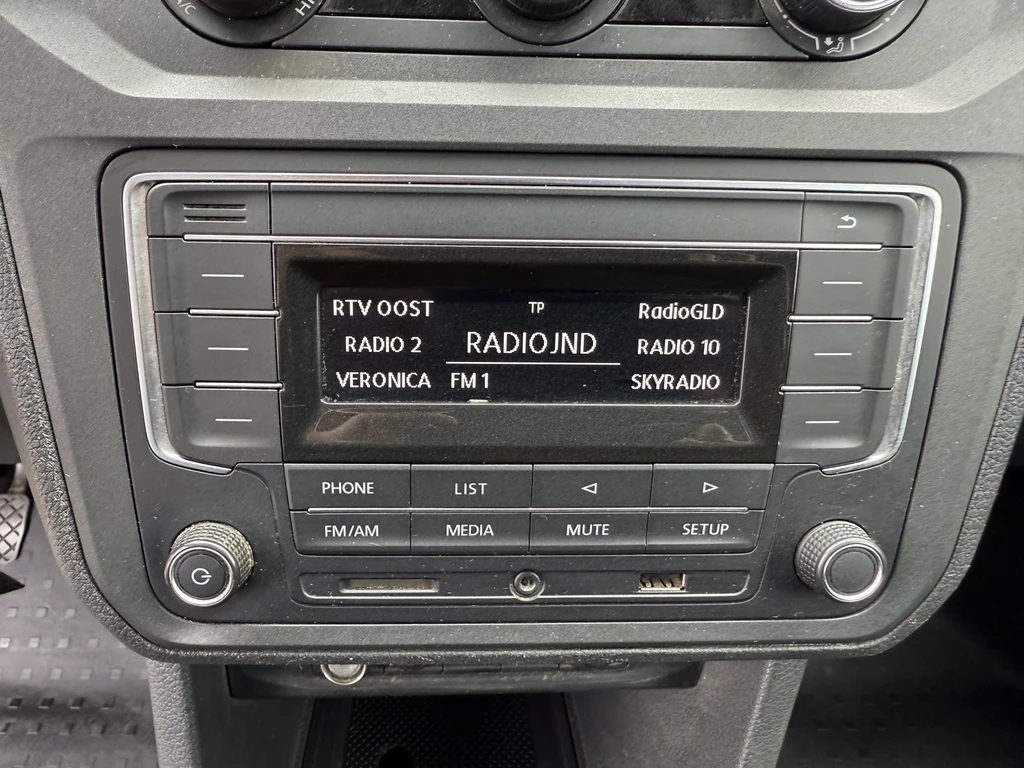 A/C
RTV OOST
TP
RadioGLD
RADIO 2
RADIOJND
RADIO 10
VERONICA
FM 1
SKYRADIO
PHONE
LIST
FM/AM
MEDIA
MUTE
SETUP